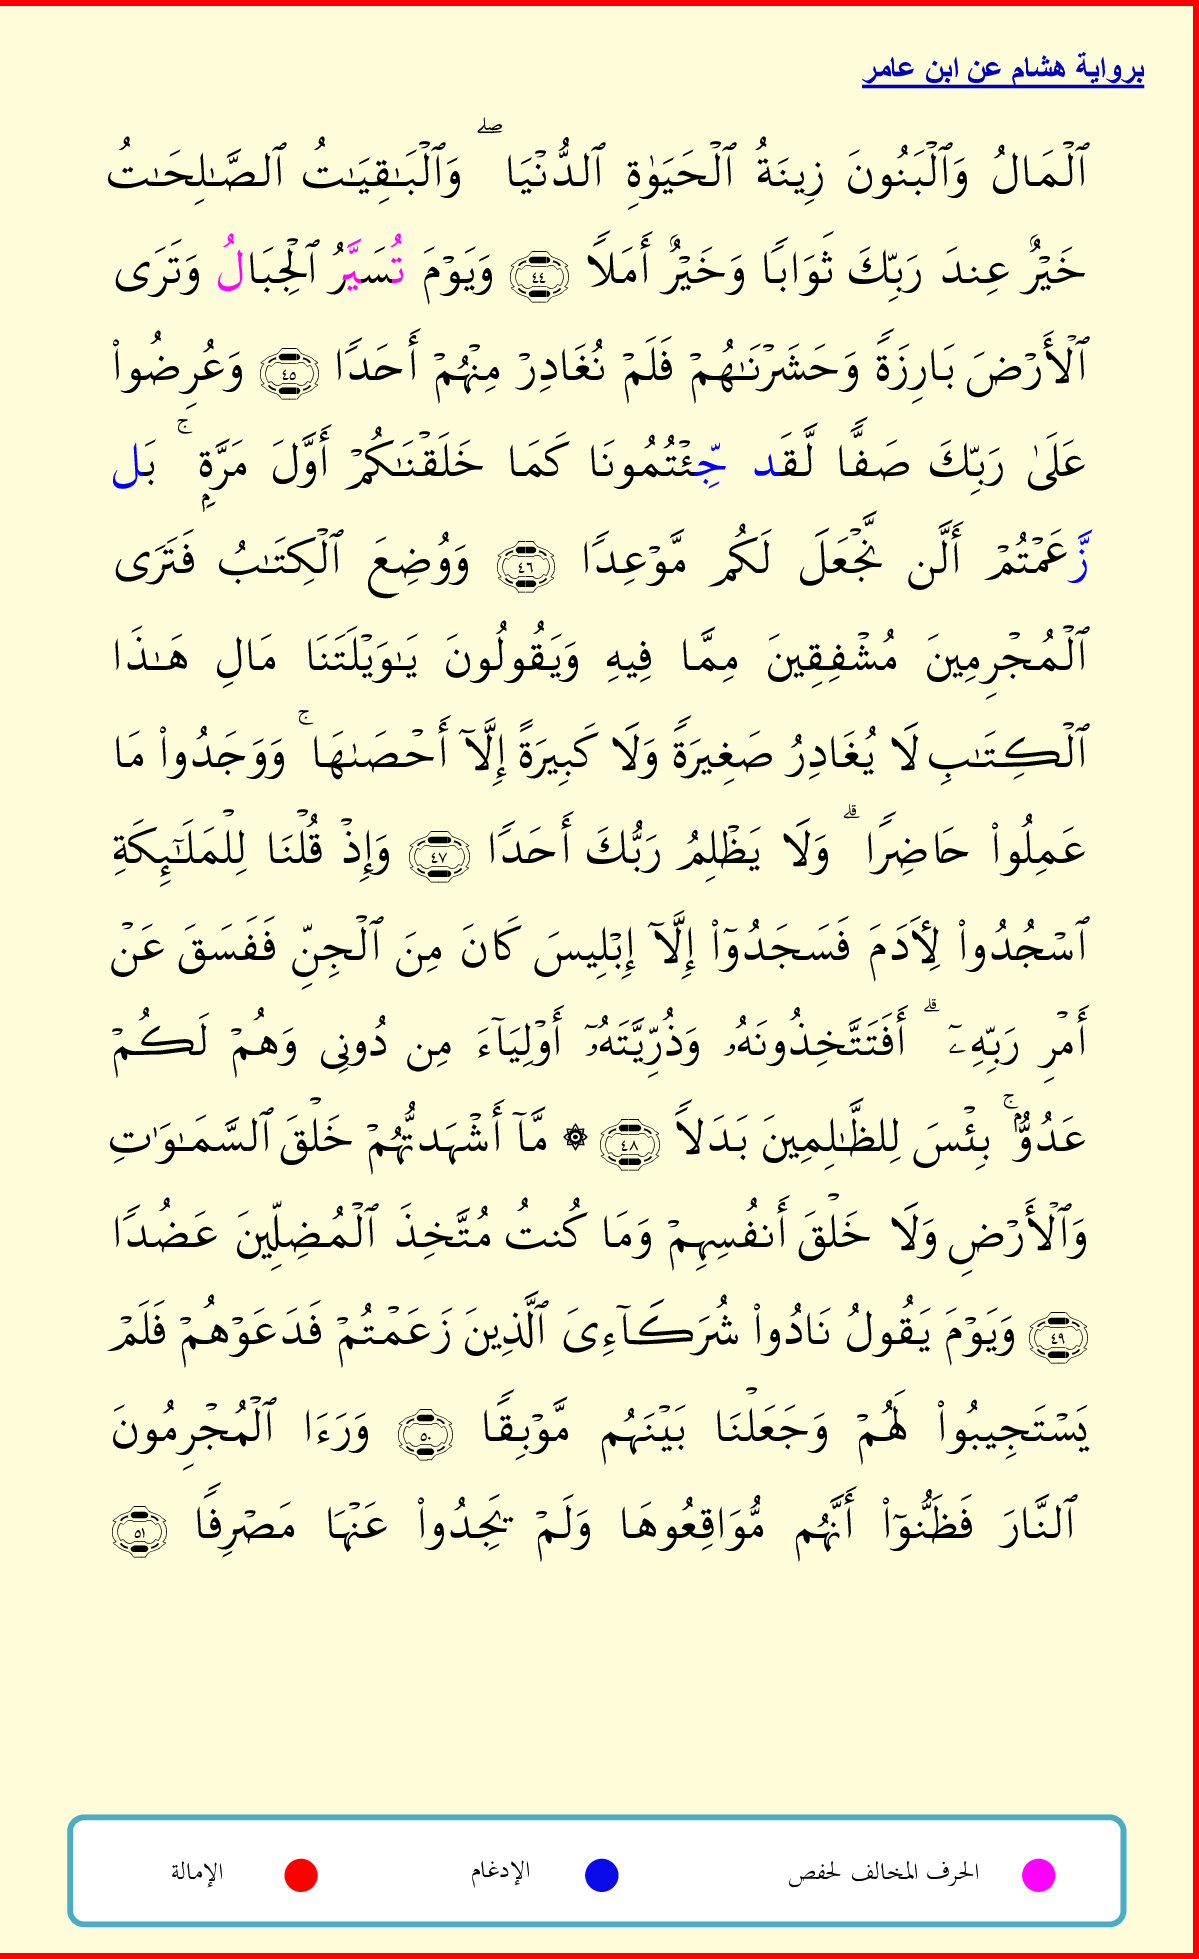 برواية هشام عن ابن عامر
ٱلْمَالُ وَٱلْبَنُونَ زِينَةُ ٱلْحَيَوٰةِ ٱلدُّنْيَا ۖ وَٱلْبَـٰقِيَـٰتُ ٱلصَّـٰلِحَـٰتُ
خَيْرٌ عِندَ رَبِّكَ ثَوَابًا وَخَيْرٌ أَمَلًا ٤٤ وَيَوْمَ تُسَيَّرُ ٱلْجِبَالُ وَتَرَى
ٱلْأَرْضَ بَارِزَةً وَحَشَرْنَـٰهُمْ فَلَمْ نُغَادِرْ مِنْهُمْ أَحَدًا ٤٥ وَعُرِضُوا۟
عَلَىٰ رَبِّكَ صَفًّا لَّقَد جِّئْتُمُونَا كَمَا خَلَقْنَـٰكُمْ أَوَّلَ مَرَّةٍۭ ۚ بَل
زَّعَمْتُمْ أَلَّن نَّجْعَلَ لَكُم مَّوْعِدًا ٤٦ وَوُضِعَ ٱلْكِتَـٰبُ فَتَرَى
ٱلْمُجْرِمِينَ مُشْفِقِينَ مِمَّا فِيهِ وَيَقُولُونَ يَـٰوَيْلَتَنَا مَالِ هَـٰذَا
ٱلْكِتَـٰبِ لَا يُغَادِرُ صَغِيرَةً وَلَا كَبِيرَةً إِلَّآ أَحْصَىٰهَا ۚ وَوَجَدُوا۟ مَا
عَمِلُوا۟ حَاضِرًا ۗ وَلَا يَظْلِمُ رَبُّكَ أَحَدًا ٤٧ وَإِذْ قُلْنَا لِلْمَلَـٰٓئِكَةِ
ٱسْجُدُوا۟ لِـَٔادَمَ فَسَجَدُوٓا۟ إِلَّآ إِبْلِيسَ كَانَ مِنَ ٱلْجِنِّ فَفَسَقَ عَنْ
أَمْرِ رَبِّهِۦٓ ۗ أَفَتَتَّخِذُونَهُۥ وَذُرِّيَّتَهُۥٓ أَوْلِيَآءَ مِن دُونِى وَهُمْ لَكُمْ
عَدُوٌّۢ ۚ بِئْسَ لِلظَّـٰلِمِينَ بَدَلًا ٤٨ ۞ مَّآ أَشْهَدتُّهُمْ خَلْقَ ٱلسَّمَـٰوَٰتِ
وَٱلْأَرْضِ وَلَا خَلْقَ أَنفُسِهِمْ وَمَا كُنتُ مُتَّخِذَ ٱلْمُضِلِّينَ عَضُدًا
٤٩ وَيَوْمَ يَقُولُ نَادُوا۟ شُرَكَآءِىَ ٱلَّذِينَ زَعَمْتُمْ فَدَعَوْهُمْ فَلَمْ
يَسْتَجِيبُوا۟ لَهُمْ وَجَعَلْنَا بَيْنَهُم مَّوْبِقًا ٥٠ وَرَءَا ٱلْمُجْرِمُونَ
ٱلنَّارَ فَظَنُّوٓا۟ أَنَّهُم مُّوَاقِعُوهَا وَلَمْ يَجِدُوا۟ عَنْهَا مَصْرِفًا ٥١
الحرف المخالف لحفص الإدغام الإمالة